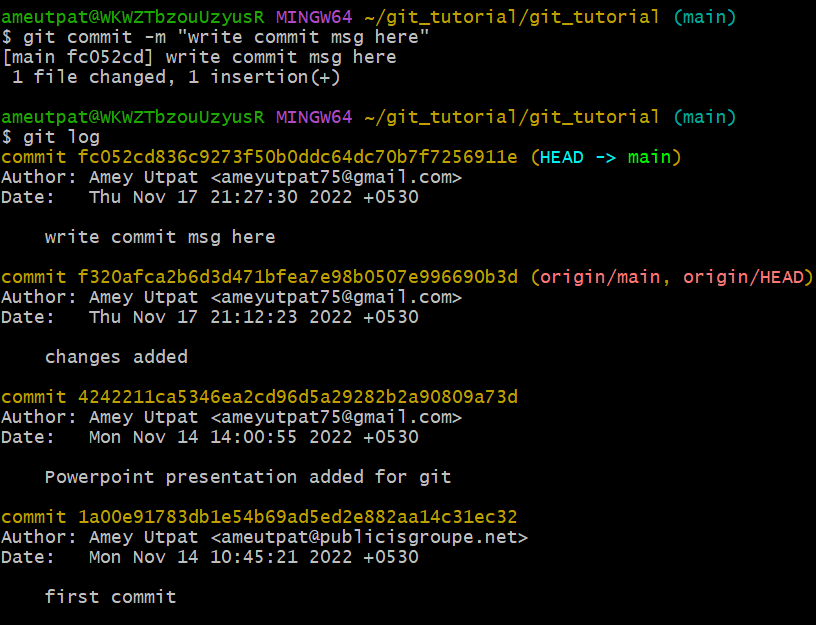 ameutpat@WKWZTbzouUzyusR MINGW64 ~/git_tutorial/git_tutorial (main)
$ git commit -m "write commit msg here"
[main fc052cd] write commit msg here
 1 file changed, 1 insertion(+)

ameutpat@WKWZTbzouUzyusR MINGW64 ~/git_tutorial/git_tutorial (main)
$ git log
commit fc052cd836c9273f50b0ddc64dc70b7f7256911e (HEAD -> main)
Author: Amey Utpat <ameyutpat75@gmail.com>
Date:   Thu Nov 17 21:27:30 2022 +0530

    write commit msg here

commit f320afca2b6d3d471bfea7e98b0507e996690b3d (origin/main, origin/HEAD)
Author: Amey Utpat <ameyutpat75@gmail.com>
Date:   Thu Nov 17 21:12:23 2022 +0530

    changes added

commit 4242211ca5346ea2cd96d5a29282b2a90809a73d
Author: Amey Utpat <ameyutpat75@gmail.com>
Date:   Mon Nov 14 14:00:55 2022 +0530

    Powerpoint presentation added for git

commit 1a00e91783db1e54b69ad5ed2e882aa14c31ec32
Author: Amey Utpat <ameutpat@publicisgroupe.net>
Date:   Mon Nov 14 10:45:21 2022 +0530

    first commit